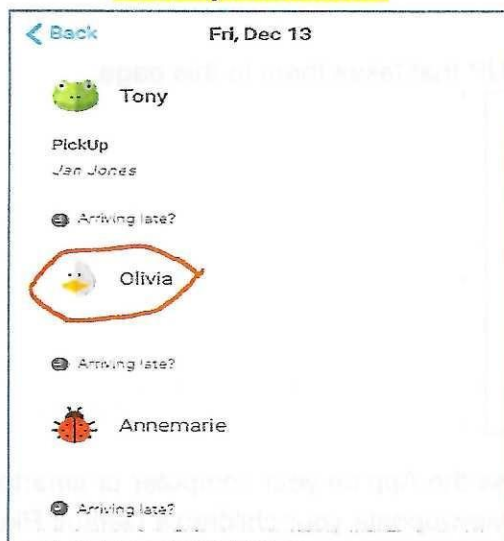 Back
Fri, Dec 13
Tony
PickUp
Jan Jones
Arriving late?
Olivia
Arriving late?
Annemarie
Arriving late?